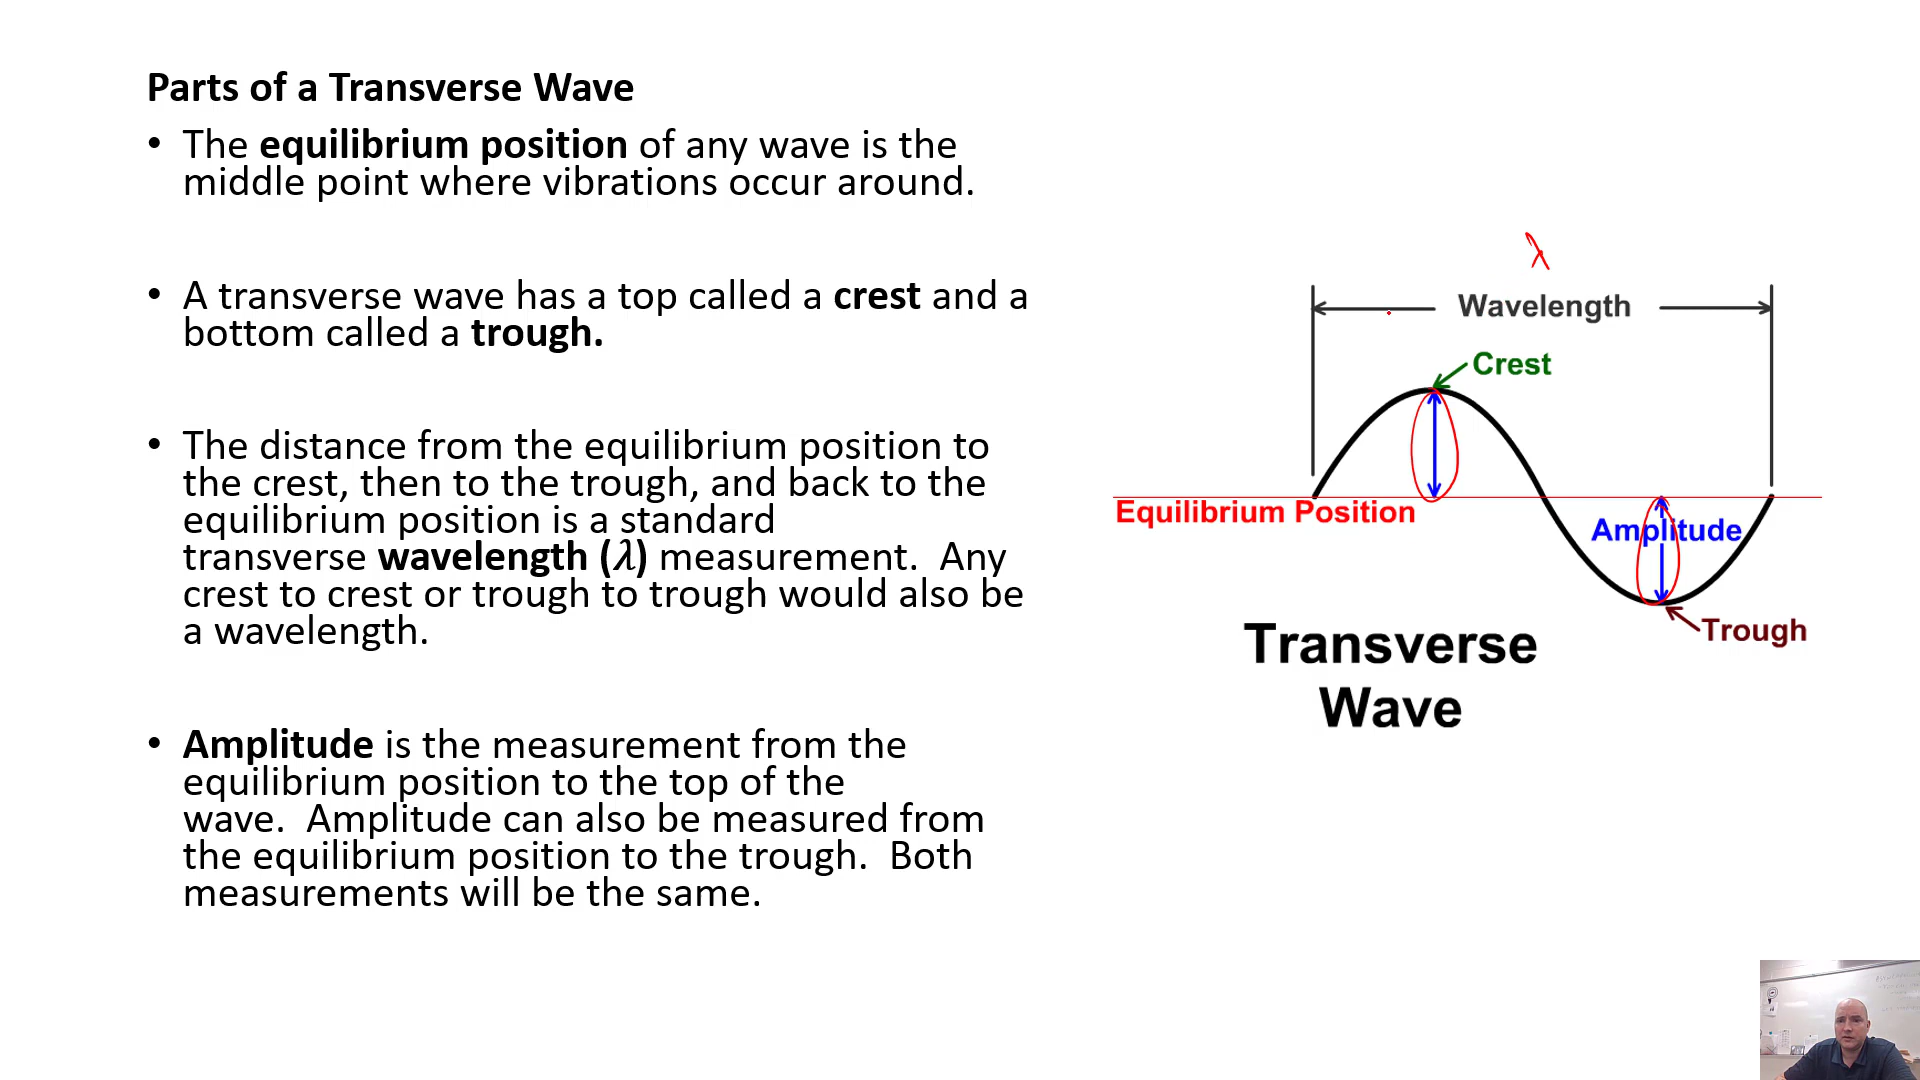 Parts of a Transverse Wave
• The equilibrium position of any wave is the
middle point where vibrations occur around.
• A transverse wave has a top called a crest and a
bottom called a trough.
• The distance from the equilibrium position to
the crest, then to the trough, and back to the
equilibrium position is a standard
transverse wavelength (λ) measurement.  Any
crest to crest or trough to trough would also be
a wavelength.
• Amplitude is the measurement from the
equilibrium position to the top of the
wave.  Amplitude can also be measured from
the equilibrium position to the trough.  Both
measurements will be the same.
λ
Wavelength
Crest
Equilibrium Position
Amplitude
Trough
Transverse
Wave